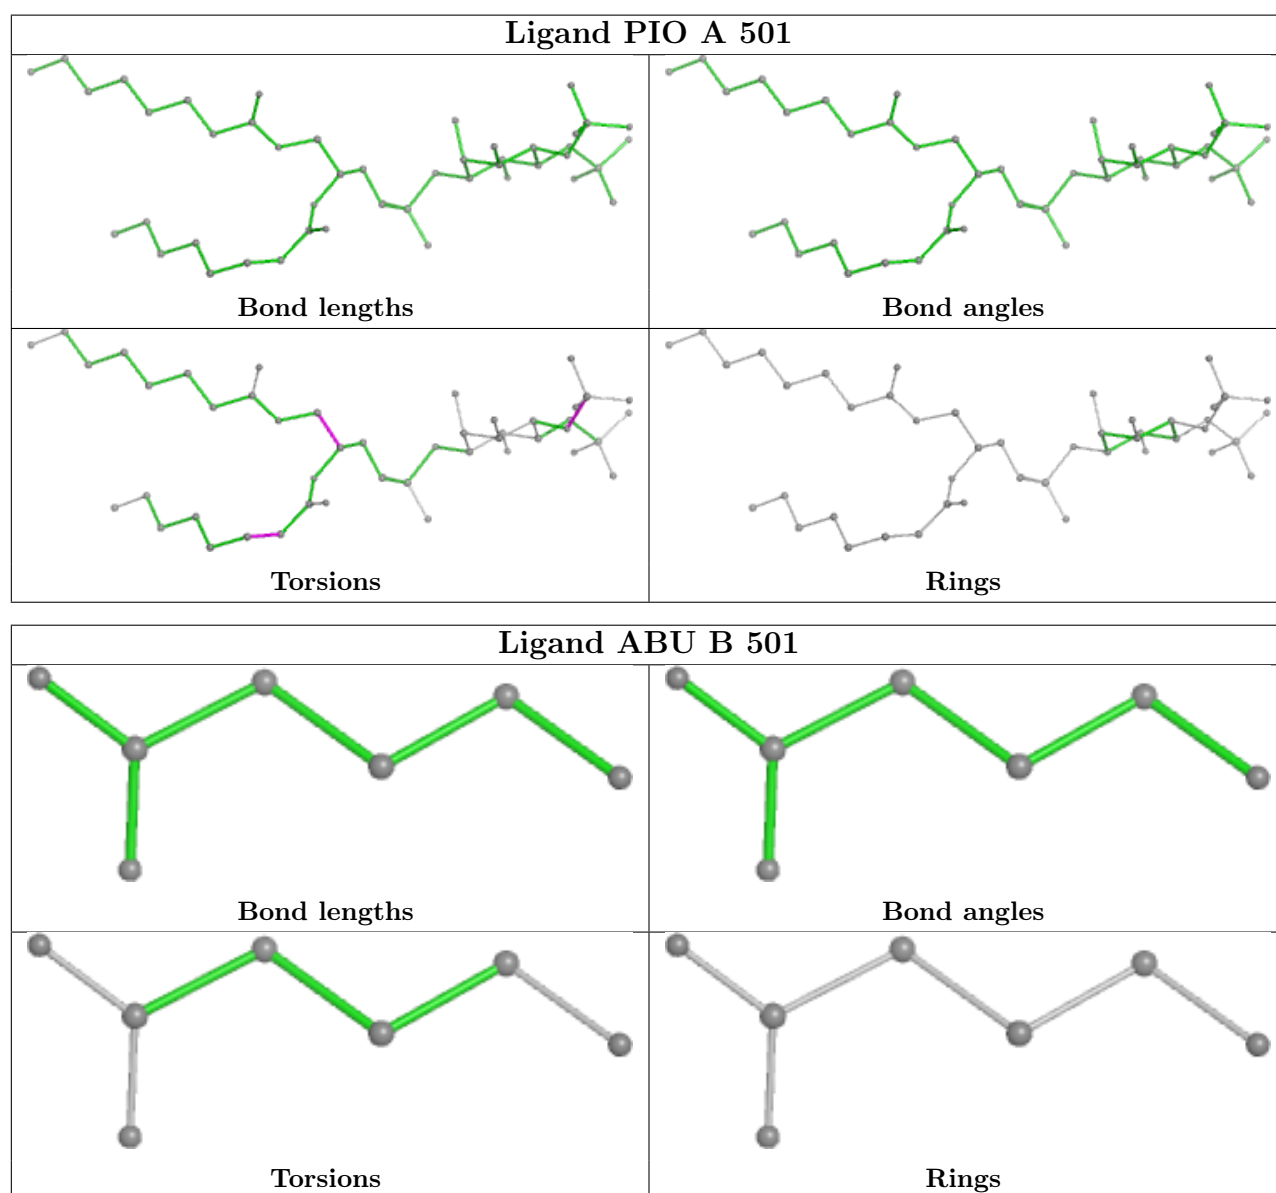 Ligand PIO A 501
Bond lengths
Bond angles
Torsions
Rings
Ligand ABU B 501
Bond lengths
Bond angles
Torsions
Rings